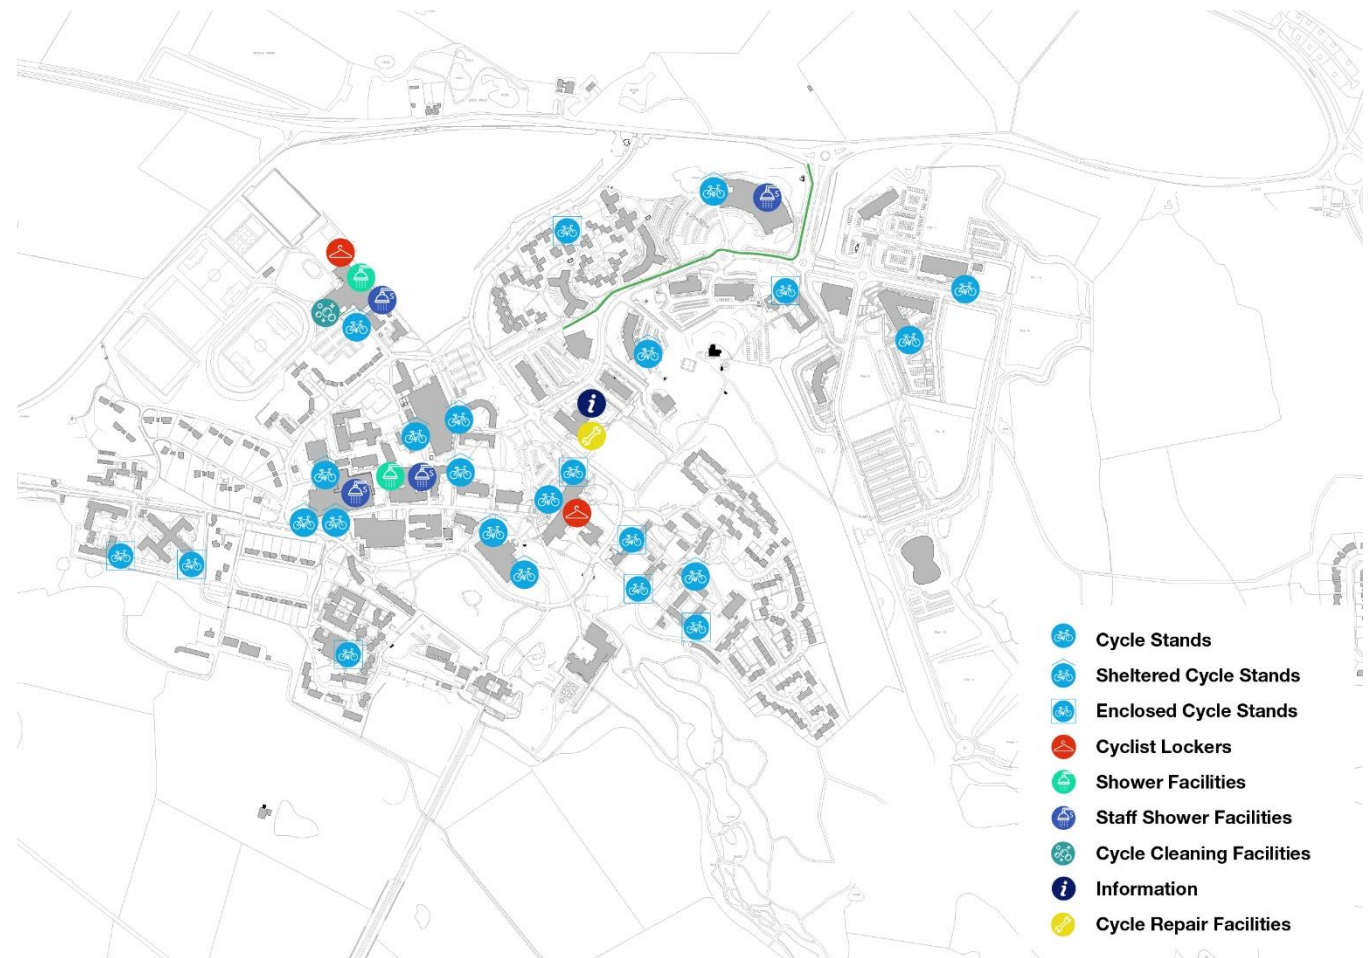 Cycle Stands
Sheltered Cycle Stands
Enclosed Cycle Stands
Cyclist Lockers
Shower Facilities
Staff Shower Facilities
Cycle Cleaning Facilities
Information
Cycle Repair Facilities